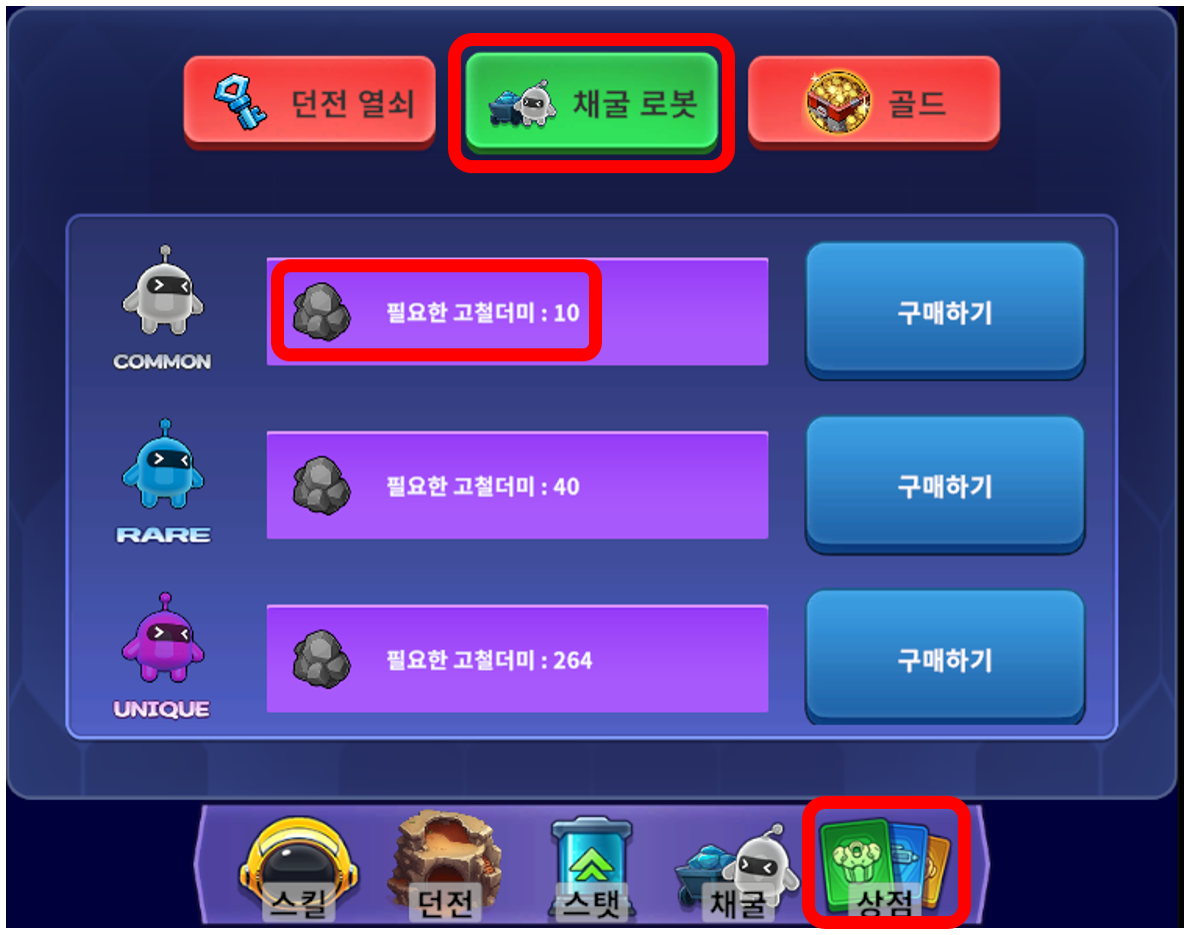 던전 열쇠
채굴 로봇
골드
COMMON
필요한 고철더미 : 10
구매하기
RARE
필요한 고철더미 : 40
구매하기
UNIQUE
필요한 고철더미 : 264
구매하기
스킬
던전
스탯
채굴
상점